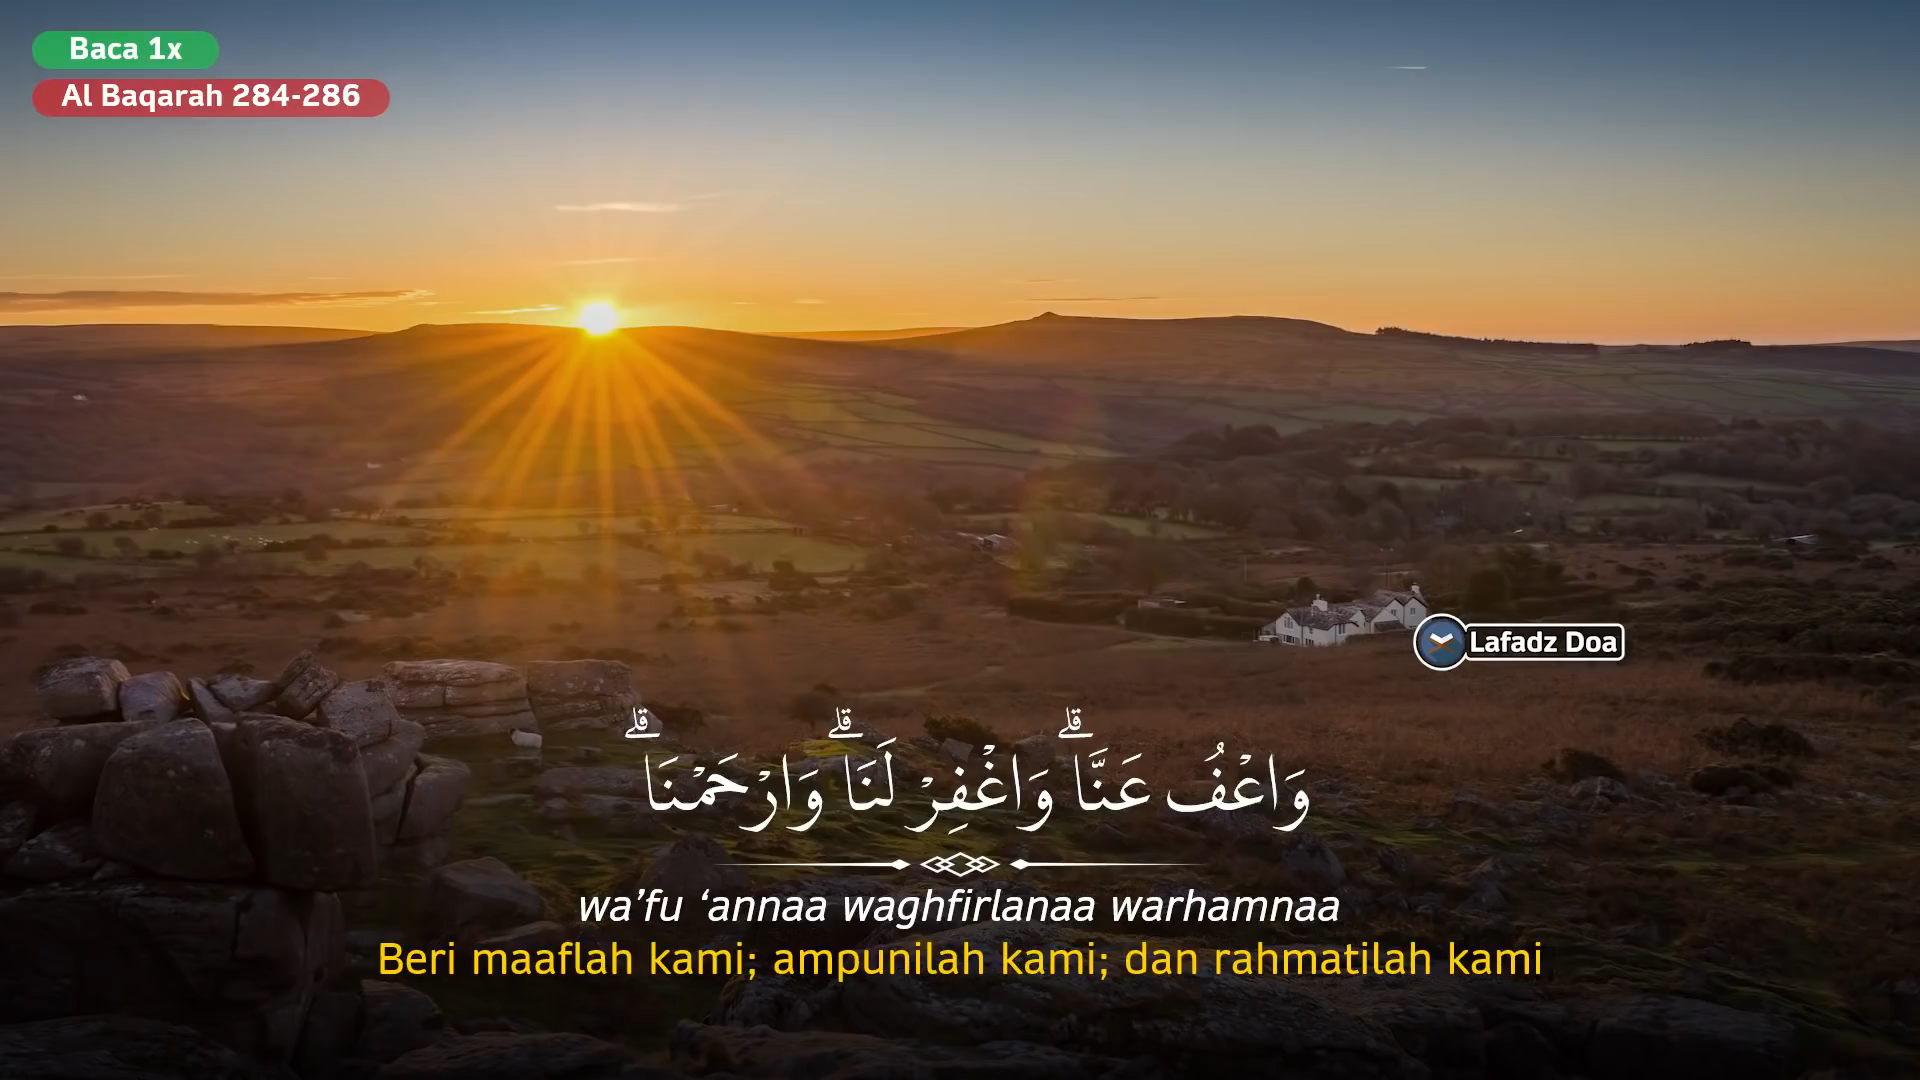 Baca 1x
Al Baqarah 284-286
Lafadz Doa
وَاعْفُ عَنَّاۗ وَاغْفِرْ لَنَاۗ وَارْحَمْنَاۗ
wa’fu ‘annaa waghfirlanaa warhamnaa
Beri maaflah kami; ampunilah kami; dan rahmatilah kami